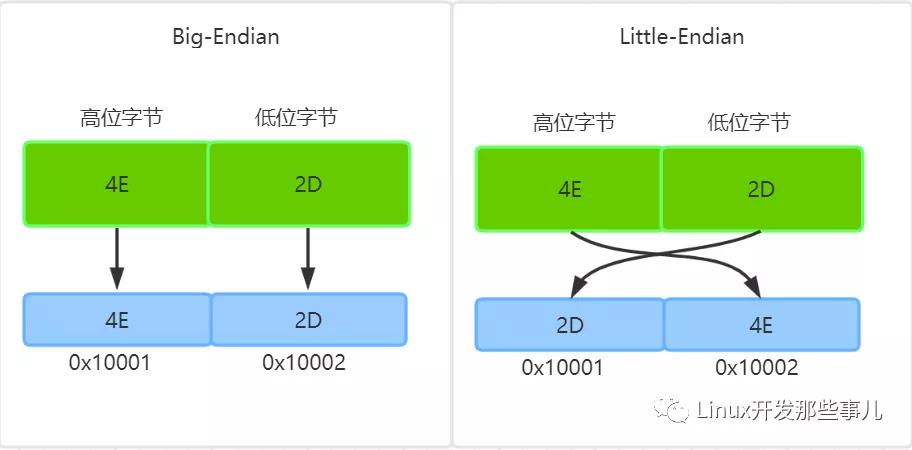 Big-Endian
高位字节 低位字节
4E 2D
4E 2D
0x10001 0x10002
Little-Endian
高位字节 低位字节
4E 2D
2D 4E
0x10001 0x10002
Linux开发那些事儿